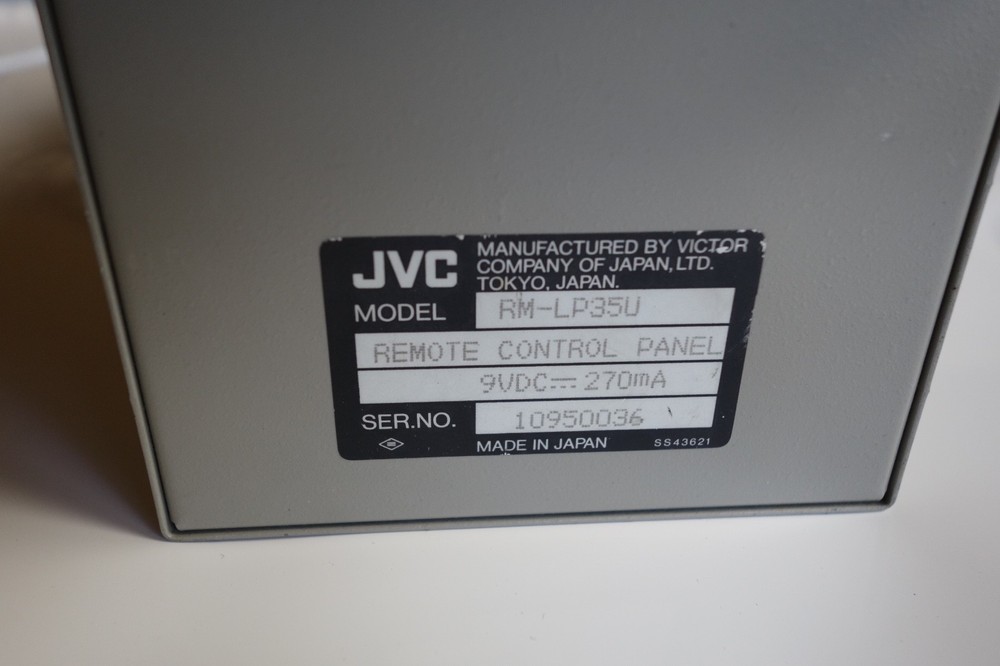 JVC
MANUFACTURED BY VICTOR
COMPANY OF JAPAN, LTD.
TOKYO, JAPAN.
MODEL RM-LP35U
REMOTE CONTROL PANEL
9VDC⎓270mA
SER.NO. 10950036
MADE IN JAPAN SS43621